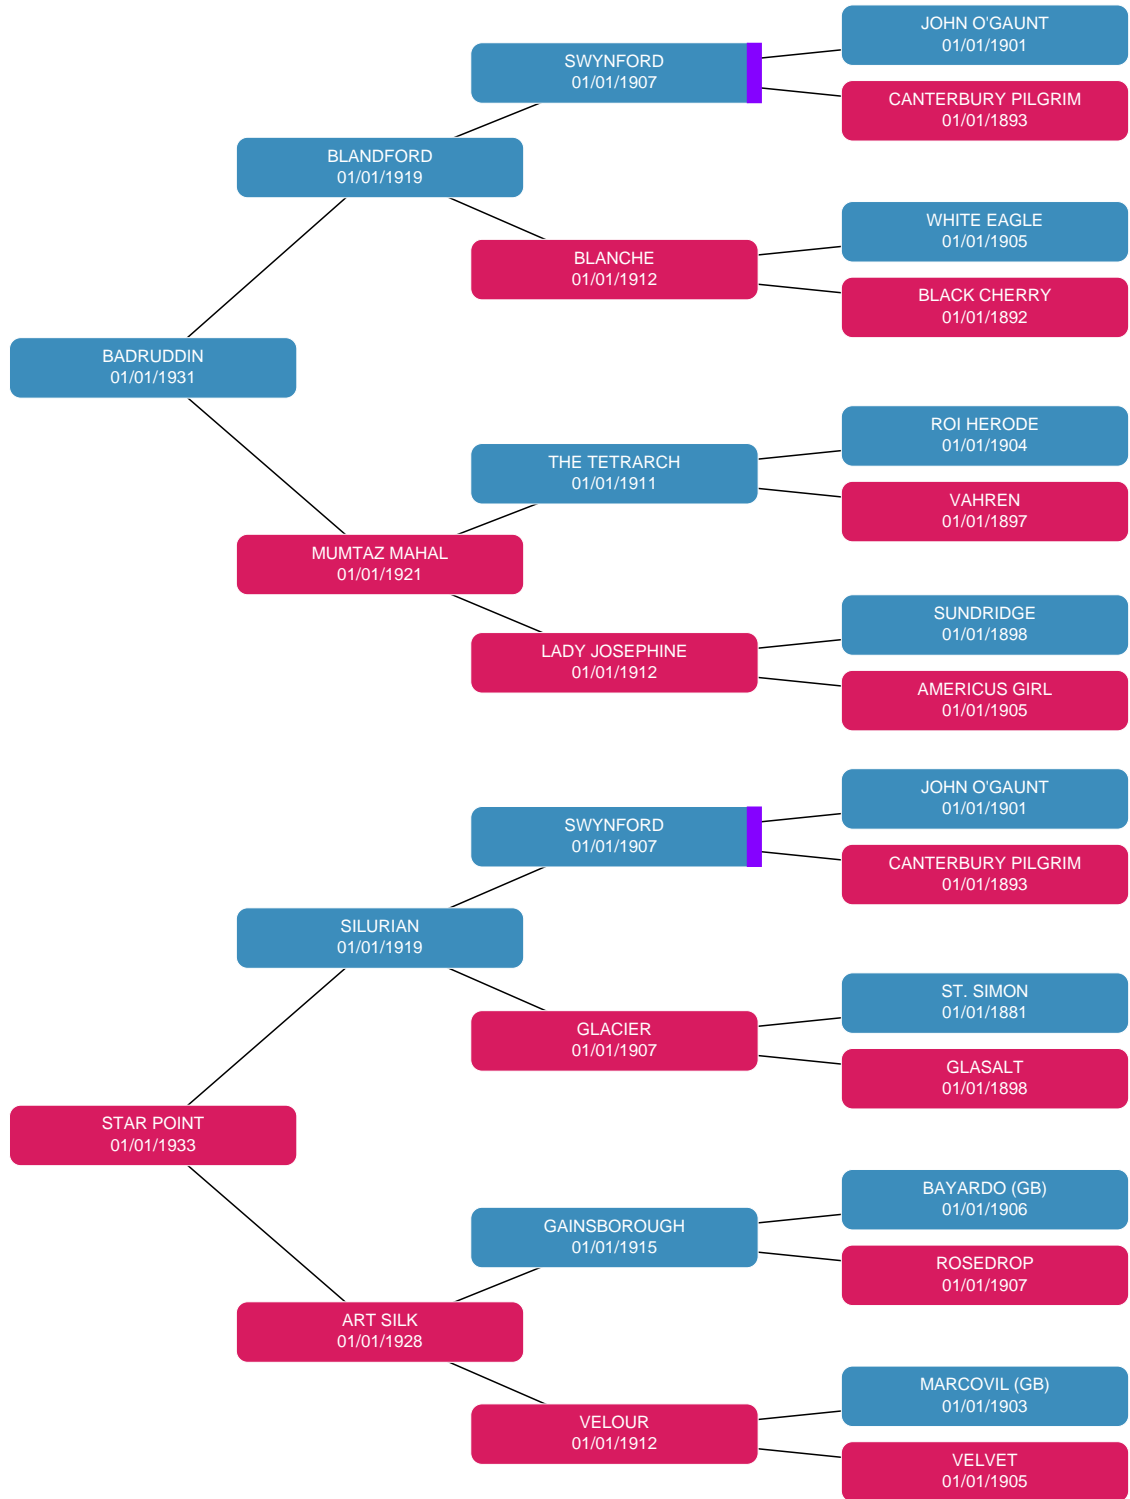 JOHN O'GAUNT
01/01/1901
SWYNFORD
01/01/1907
CANTERBURY PILGRIM
01/01/1893
BLANDFORD
01/01/1919
WHITE EAGLE
01/01/1905
BLANCHE
01/01/1912
BLACK CHERRY
01/01/1892
BADRUDDIN
01/01/1931
ROI HERODE
01/01/1904
THE TETRARCH
01/01/1911
VAHREN
01/01/1897
MUMTAZ MAHAL
01/01/1921
SUNDRIDGE
01/01/1898
LADY JOSEPHINE
01/01/1912
AMERICUS GIRL
01/01/1905
JOHN O'GAUNT
01/01/1901
SWYNFORD
01/01/1907
CANTERBURY PILGRIM
01/01/1893
SILURIAN
01/01/1919
ST. SIMON
01/01/1881
GLACIER
01/01/1907
GLASALT
01/01/1898
STAR POINT
01/01/1933
BAYARDO (GB)
01/01/1906
GAINSBOROUGH
01/01/1915
ROSEDROP
01/01/1907
ART SILK
01/01/1928
MARCOVIL (GB)
01/01/1903
VELOUR
01/01/1912
VELVET
01/01/1905